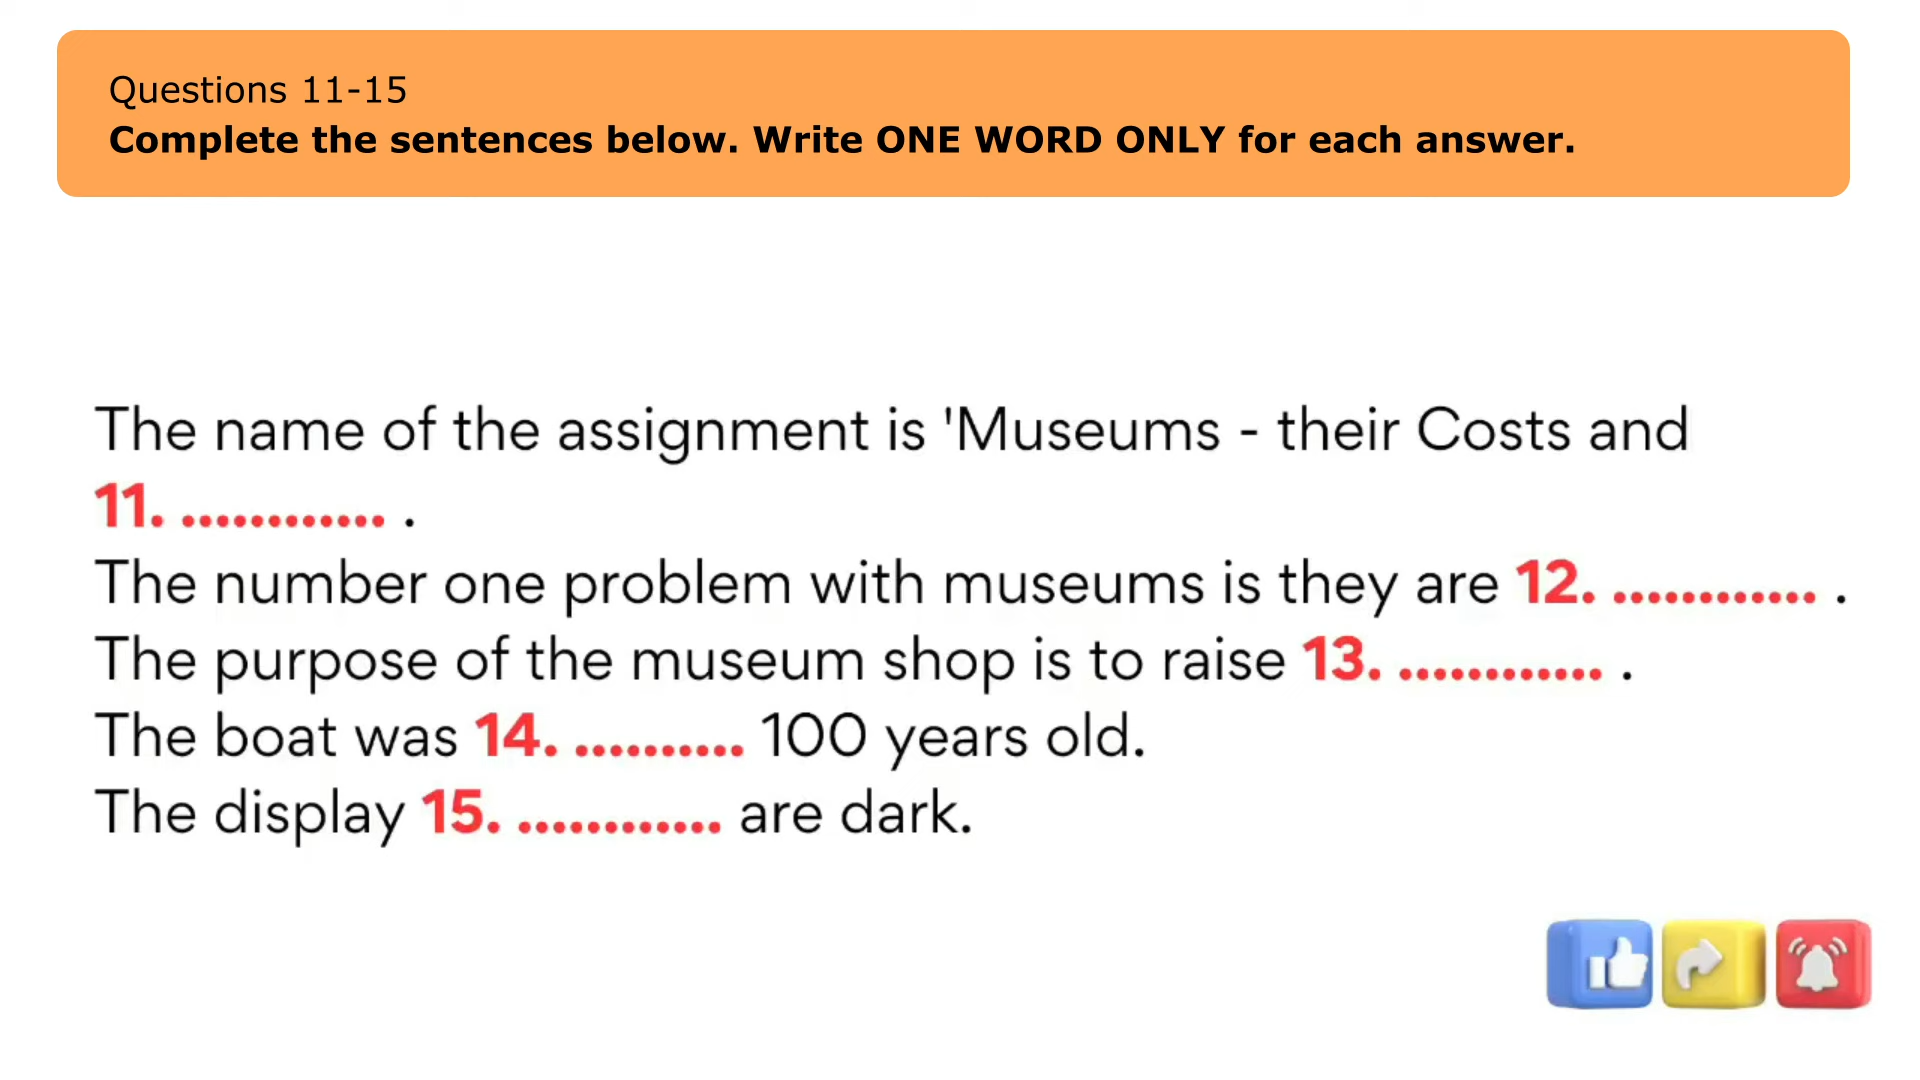 Questions 11-15
Complete the sentences below. Write ONE WORD ONLY for each answer.
The name of the assignment is 'Museums - their Costs and
11. ............ .
The number one problem with museums is they are 12. ............ .
The purpose of the museum shop is to raise 13. ............ .
The boat was 14. .......... 100 years old.
The display 15. ............ are dark.